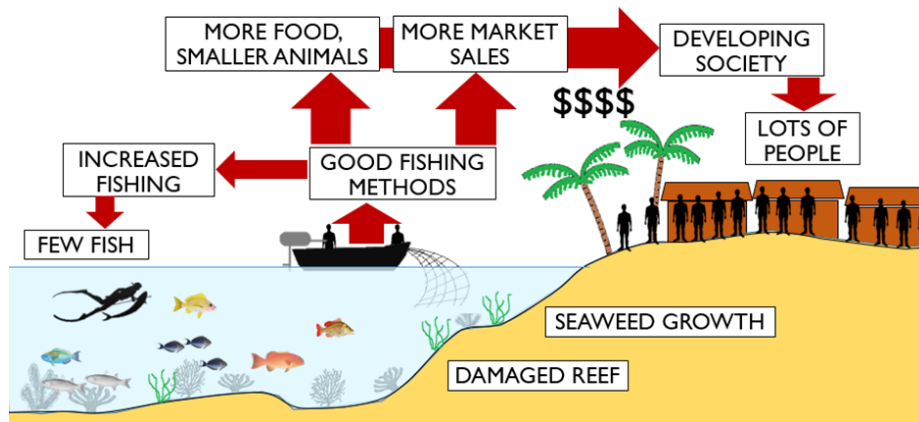 MORE FOOD,
SMALLER ANIMALS
MORE MARKET
SALES
DEVELOPING
SOCIETY
$$$$
LOTS OF
PEOPLE
INCREASED
FISHING
GOOD FISHING
METHODS
FEW FISH
SEAWEED GROWTH
DAMAGED REEF